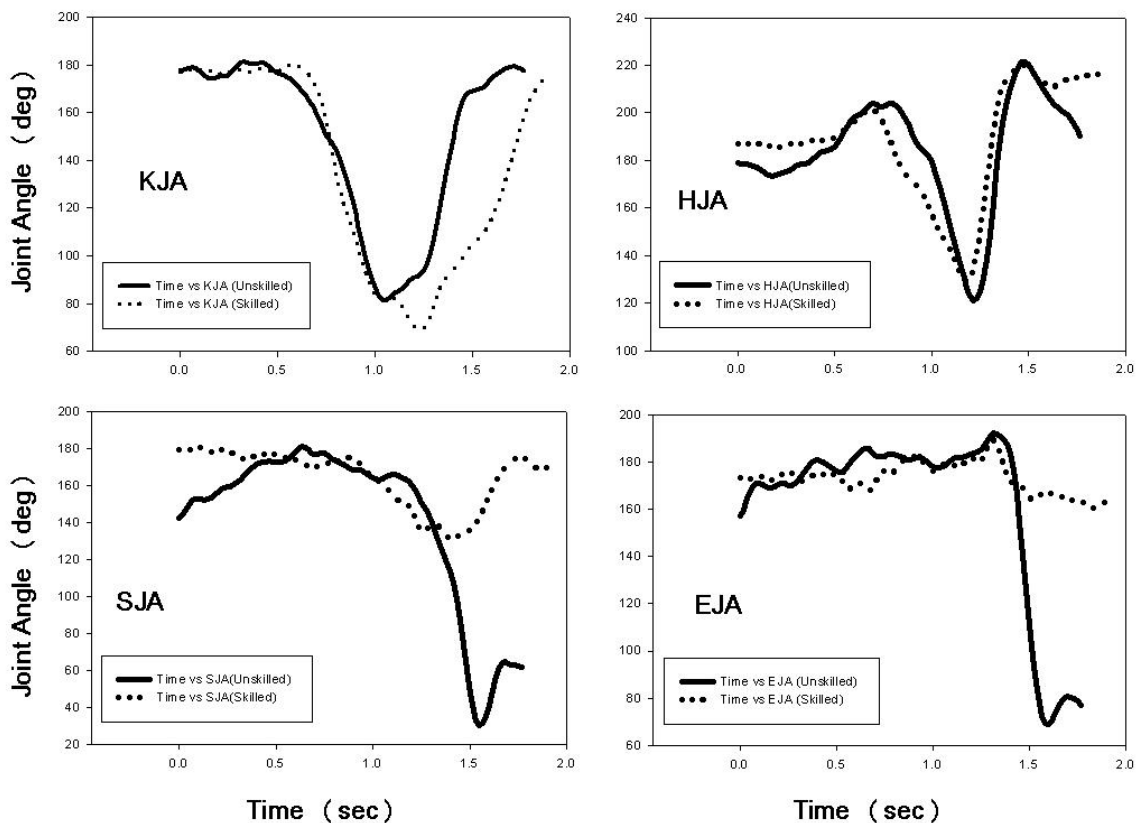 Joint Angle ( deg)
200
180
160
140
120
100
80
60
KJA
Time vs KJA (Unskilled)
Time vs KJA (Skilled)
0.0 0.5 1.0 1.5 2.0
240
220
200
180
160
140
120
100
HJA
Time vs HJA(Unskilled)
Time vs HJA(Skilled)
0.0 0.5 1.0 1.5 2.0
Joint Angle ( deg)
200
180
160
140
120
100
80
60
40
20
SJA
Time vs SJA(Unskilled)
Time vs SJA(Skilled)
0.0 0.5 1.0 1.5 2.0
Time ( sec)
200
180
160
140
120
100
80
60
EJA
Time vs EJA (Unskilled)
Time vs EJA (Skilled)
0.0 0.5 1.0 1.5 2.0
Time ( sec)